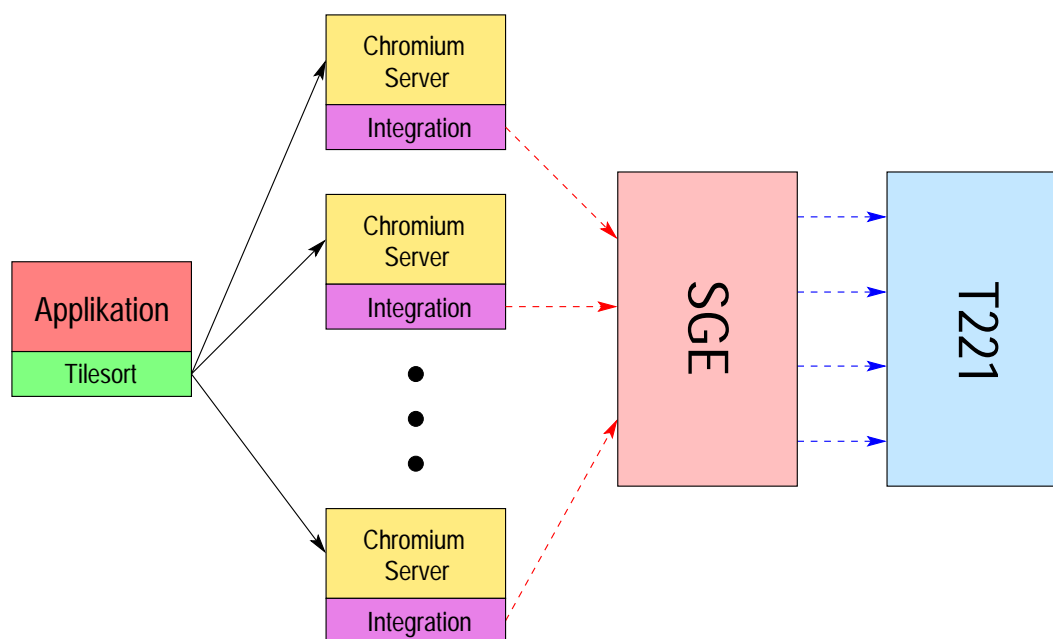 Chromium
Server
Integration
Chromium
Server
Integration
Applikation
Tilesort
Chromium
Server
Integration
SGE
T221